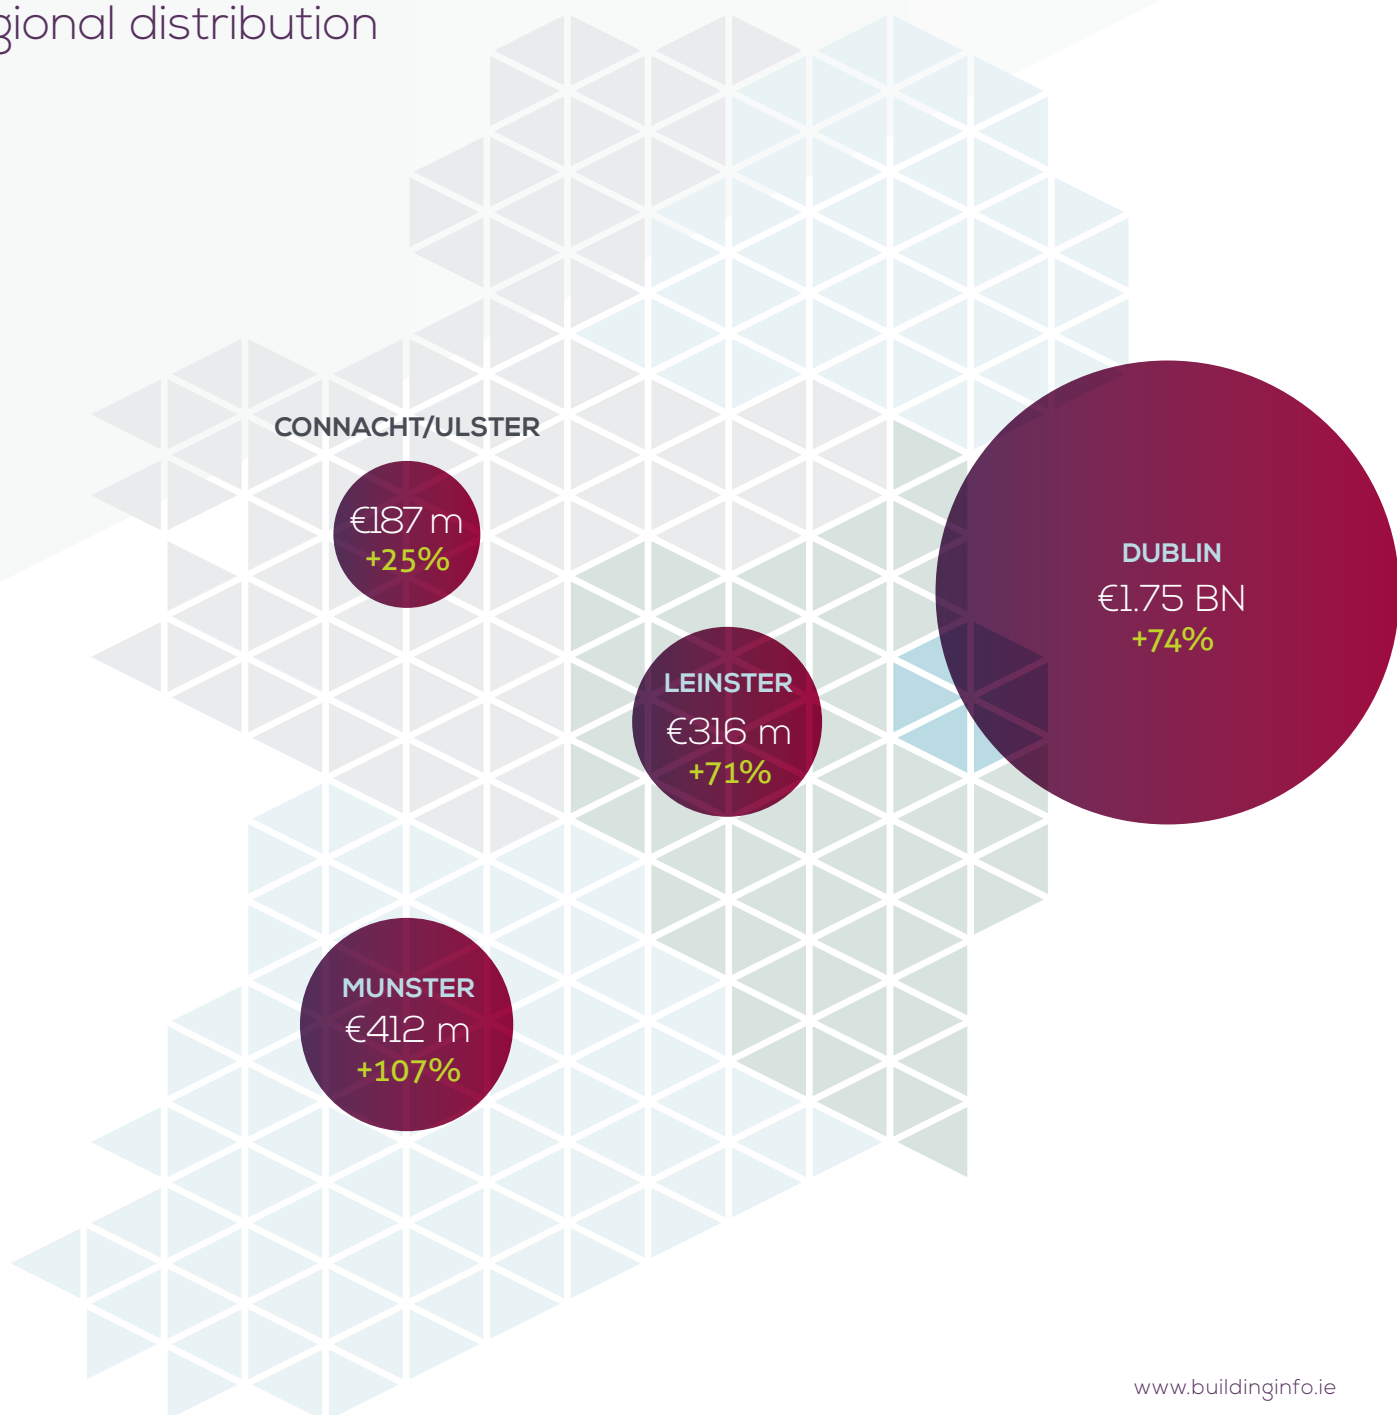 gional distribution
CONNACHT/ULSTER
€187 m
+25%
DUBLIN
€1.75 BN
+74%
LEINSTER
€316 m
+71%
MUNSTER
€412 m
+107%
www.buildinginfo.ie